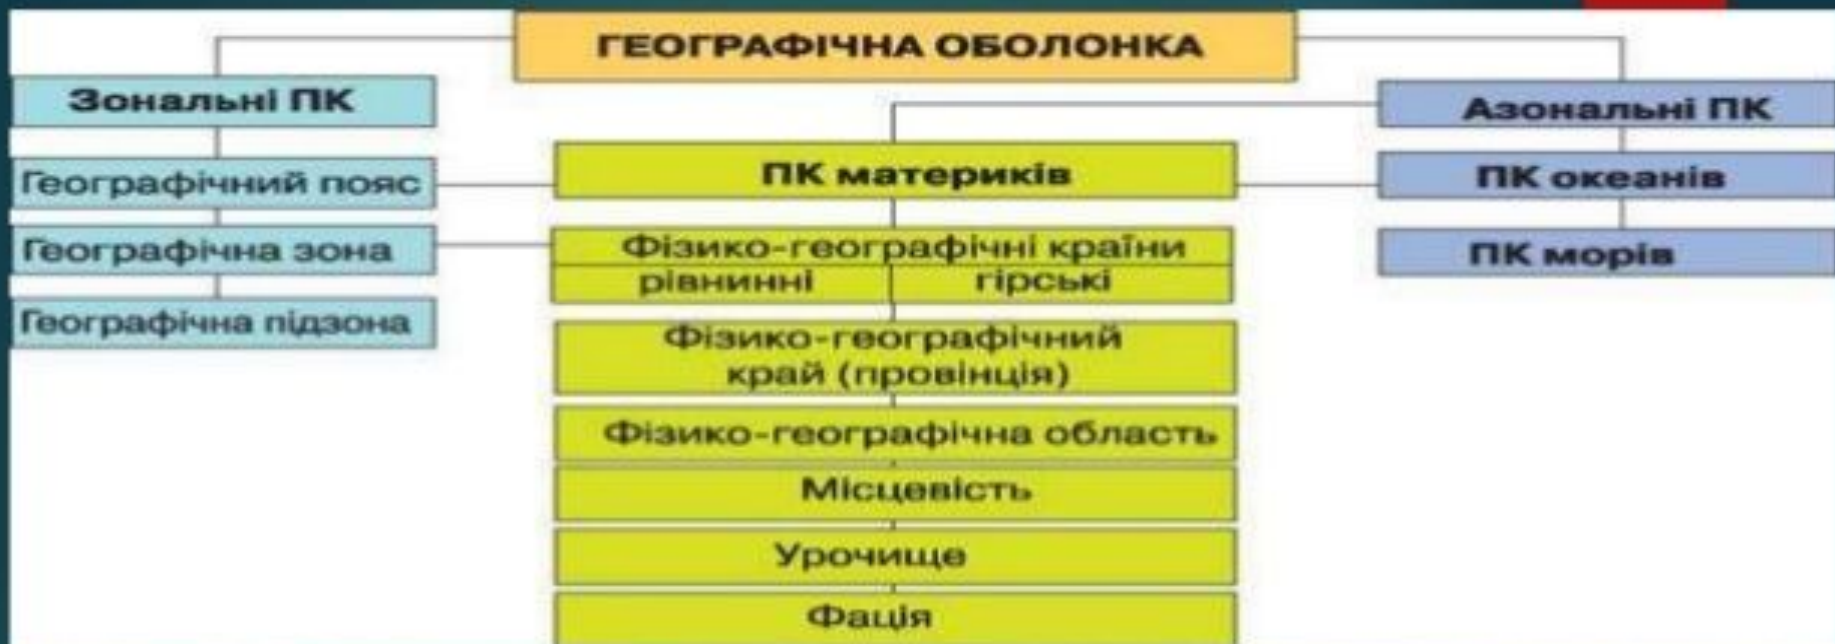 ГЕОГРАФІЧНА ОБОЛОНКА
Зональні ПК
Географічний пояс
Географічна зона
Географічна підзона
ПК материків
Фізико-географічні країни
рівнинні
гірські
Фізико-географічний
край (провінція)
Фізико-географічна область
Місцевість
Урочище
Фація
Азональні ПК
ПК океанів
ПК морів